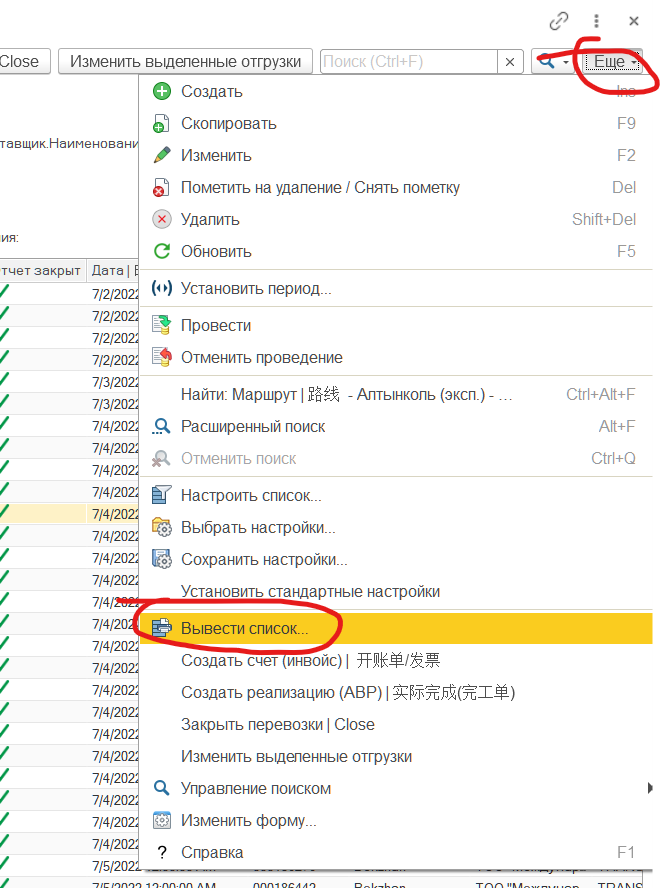 Close Изменить выделенные отгрузки Поиск (Ctrl+F) Еще
Создать Ins
Скопировать F9
тавщик.Наименовани
Изменить F2
Пометить на удаление / Снять пометку Del
Удалить Shift+Del
ия:
Обновить F5
тчет закрыт Дата |
7/2/2022 Установить период...
7/2/2022
7/2/2022 Провести
7/2/2022 Отменить проведение
7/3/2022
7/3/2022 Найти: Маршрут | 路线 - Алтынколь (эксп.) - ... Ctrl+Alt+F
7/4/2022 Расширенный поиск Alt+F
7/4/2022 Отменить поиск Ctrl+Q
7/4/2022
7/4/2022 Настроить список...
7/4/2022 Выбрать настройки...
7/4/2022
7/4/2022 Сохранить настройки...
7/4/2022 Установить стандартные настройки
7/4/2022
7/4/2022 Вывести список...
7/4/2022 Создать счет (инвойс) | 开账单/发票
7/4/2022
7/4/2022 Создать реализацию (АВР) | 实际完成(完工单)
7/4/2022 Закрыть перевозки | Close
7/4/2022 Изменить выделенные отгрузки
7/4/2022
7/4/2022 Управление поиском
7/4/2022 Изменить форму...
7/4/2022 Справка F1
7/5/2022
7/5/2022 12:00:00 AM 000186442 Bekzhan ТОО "Междунар TRANS